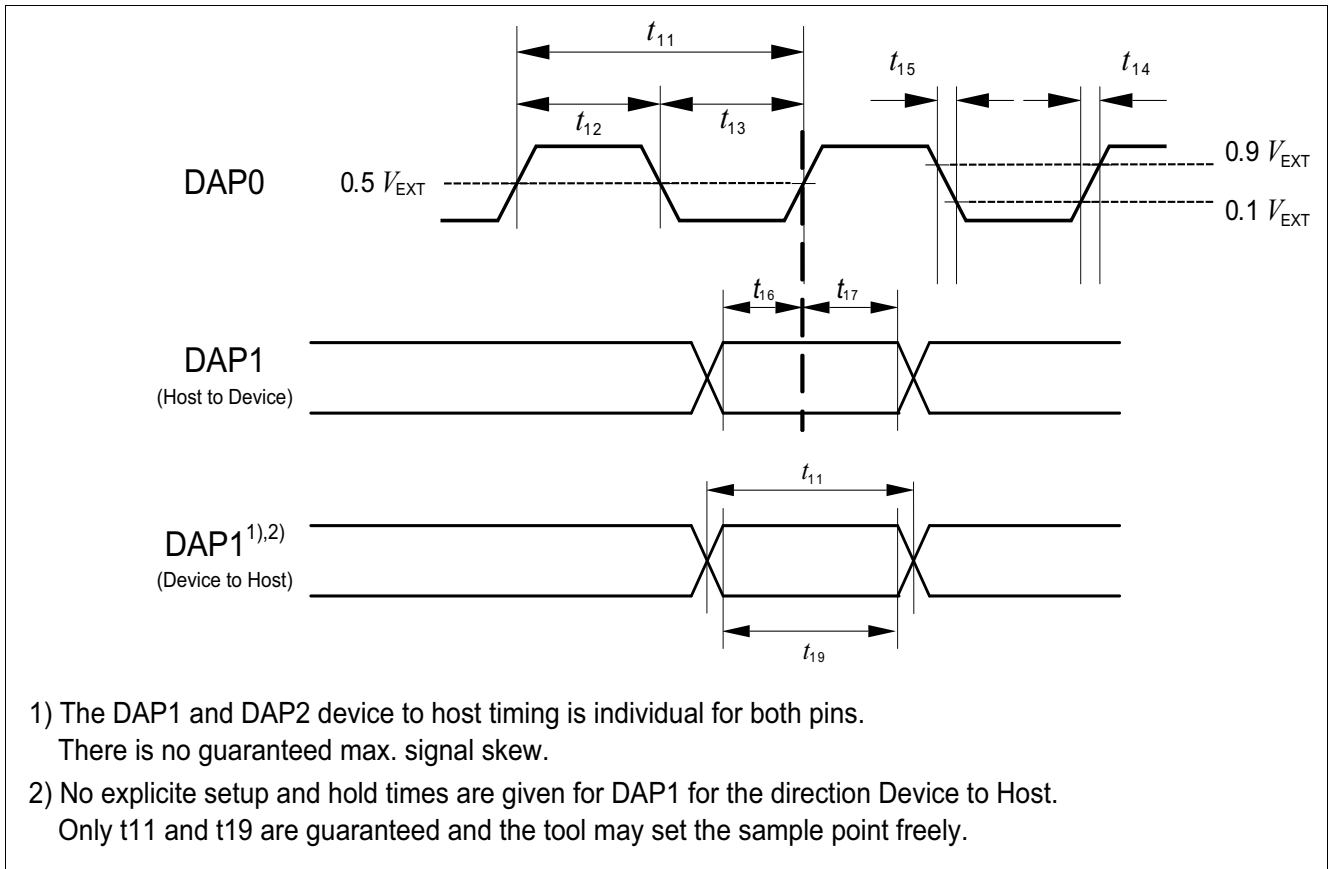 t11
t15
t14
t12
t13
DAP0
0.5 VEXT
0.9 VEXT
0.1 VEXT
t16
t17
DAP1
(Host to Device)
t11
DAP1 1),2)
(Device to Host)
t19
1) The DAP1 and DAP2 device to host timing is individual for both pins.
There is no guaranteed max. signal skew.
2) No explicite setup and hold times are given for DAP1 for the direction Device to Host.
Only t11 and t19 are guaranteed and the tool may set the sample point freely.